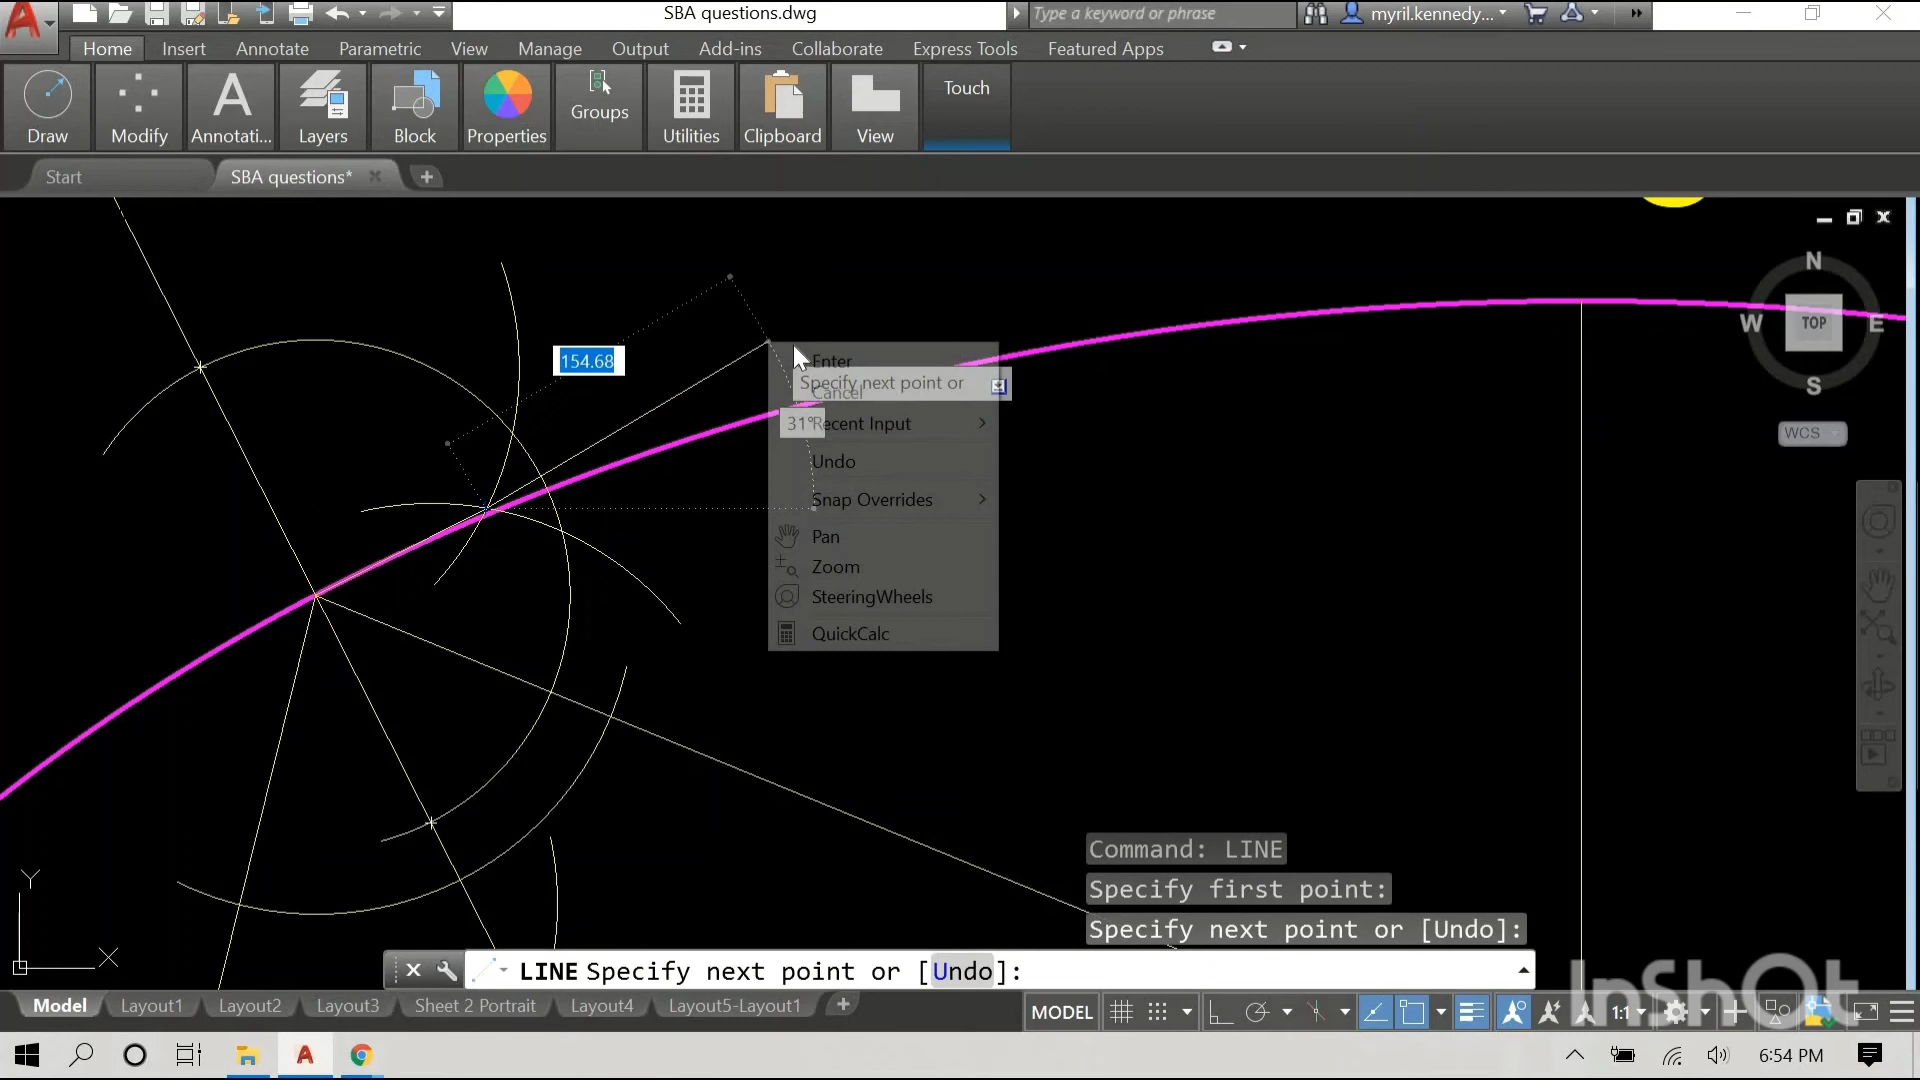 SBA questions.dwg
Type a keyword or phrase
myril.kennedy...
Home Insert Annotate Parametric View Manage Output Add-ins Collaborate Express Tools Featured Apps
Draw
Modify
Annotati...
Layers
Block
Properties
Groups
Utilities
Clipboard
View
Touch
Start
SBA questions*
N
W
TOP
E
S
WCS
154.68
Enter
Specify next point or
Cancel
31°
Recent Input
Undo
Snap Overrides
Pan
Zoom
SteeringWheels
QuickCalc
Y
X
Command: LINE
Specify first point:
Specify next point or [Undo]:
LINE Specify next point or [Undo]:
Model Layout1 Layout2 Layout3 Sheet 2 Portrait Layout4 Layout5-Layout1
MODEL
1:1
InShOt
6:54 PM